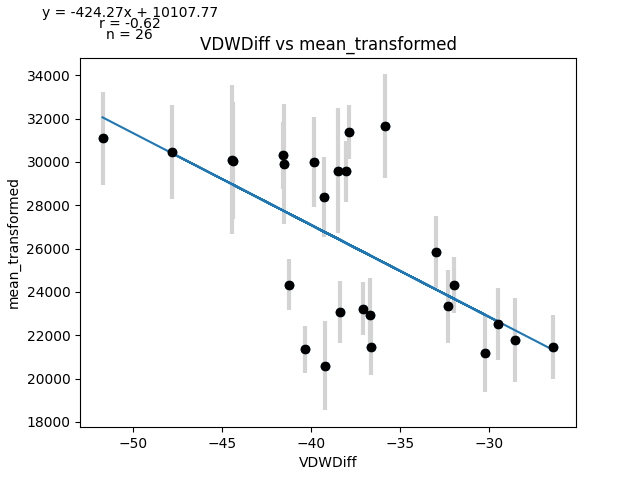 y = -424.27x + 10107.77
r = -0.62
n = 26
VDWDiff vs mean_transformed
34000
32000
30000
28000
26000
24000
22000
20000
18000
mean_transformed
−50
−45
−40
−35
−30
VDWDiff